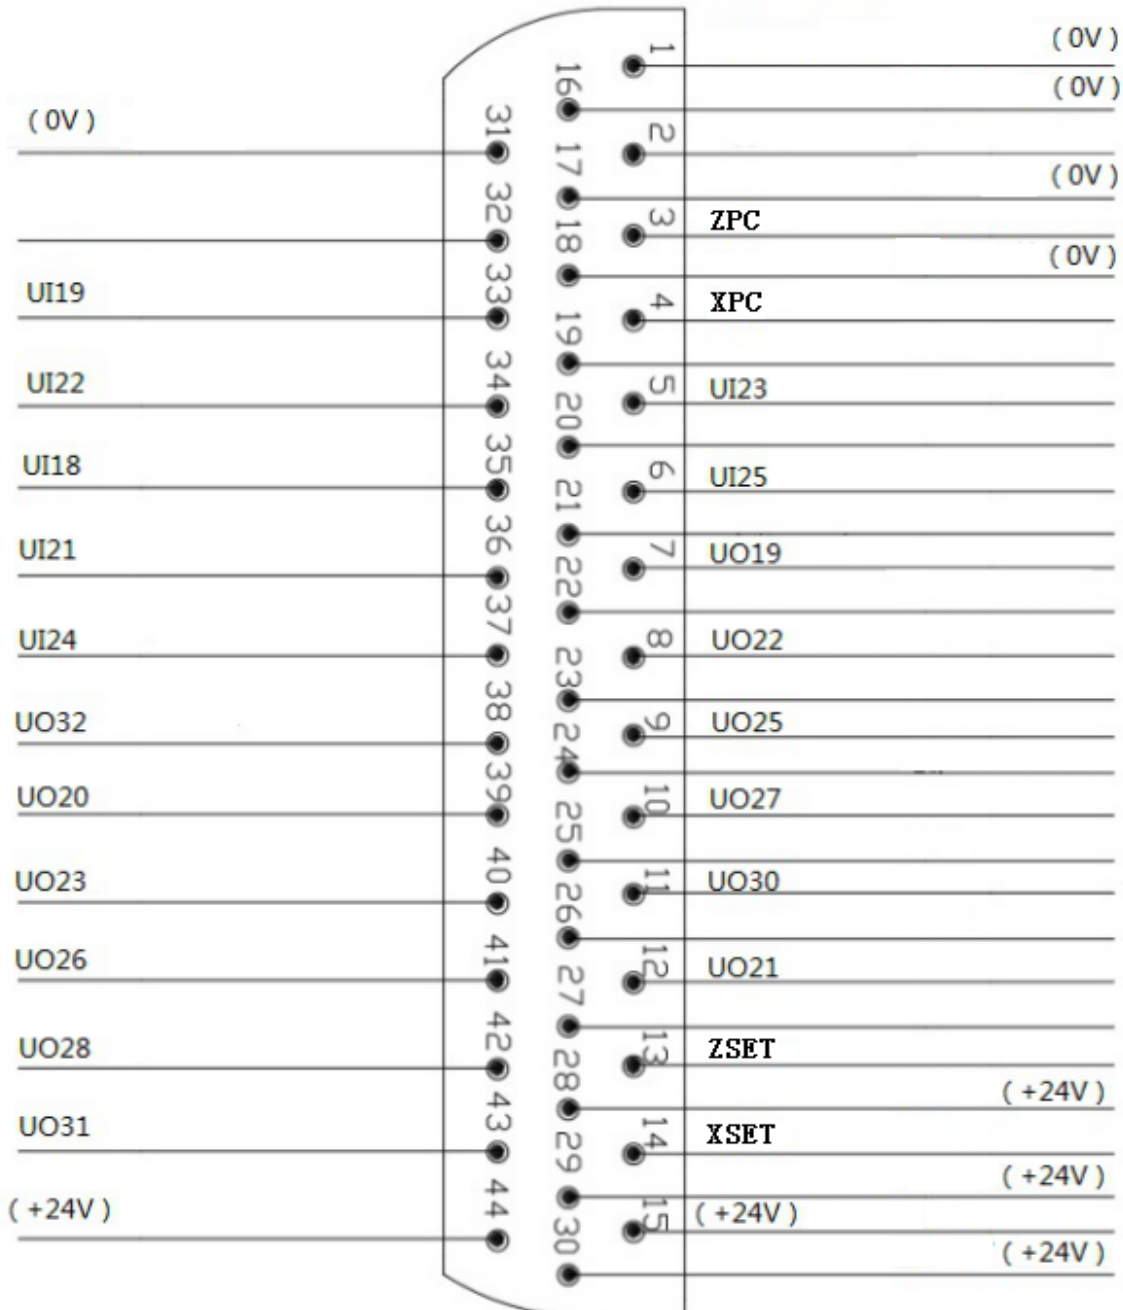 1
( 0V )
16
( 0V )
( 0V )
31
2
17
( 0V )
32
3
ZPC
18
( 0V )
UI19
33
4
XPC
19
UI22
34
5
UI23
20
UI18
35
6
UI25
21
UI21
36
7
UO19
22
UI24
37
8
UO22
23
UO32
38
9
UO25
24
UO20
39
10
UO27
25
UO23
40
11
UO30
26
UO26
41
12
UO21
27
UO28
42
13
ZSET
28
( +24V )
UO31
43
14
XSET
29
( +24V )
( +24V )
44
15
( +24V )
30
( +24V )